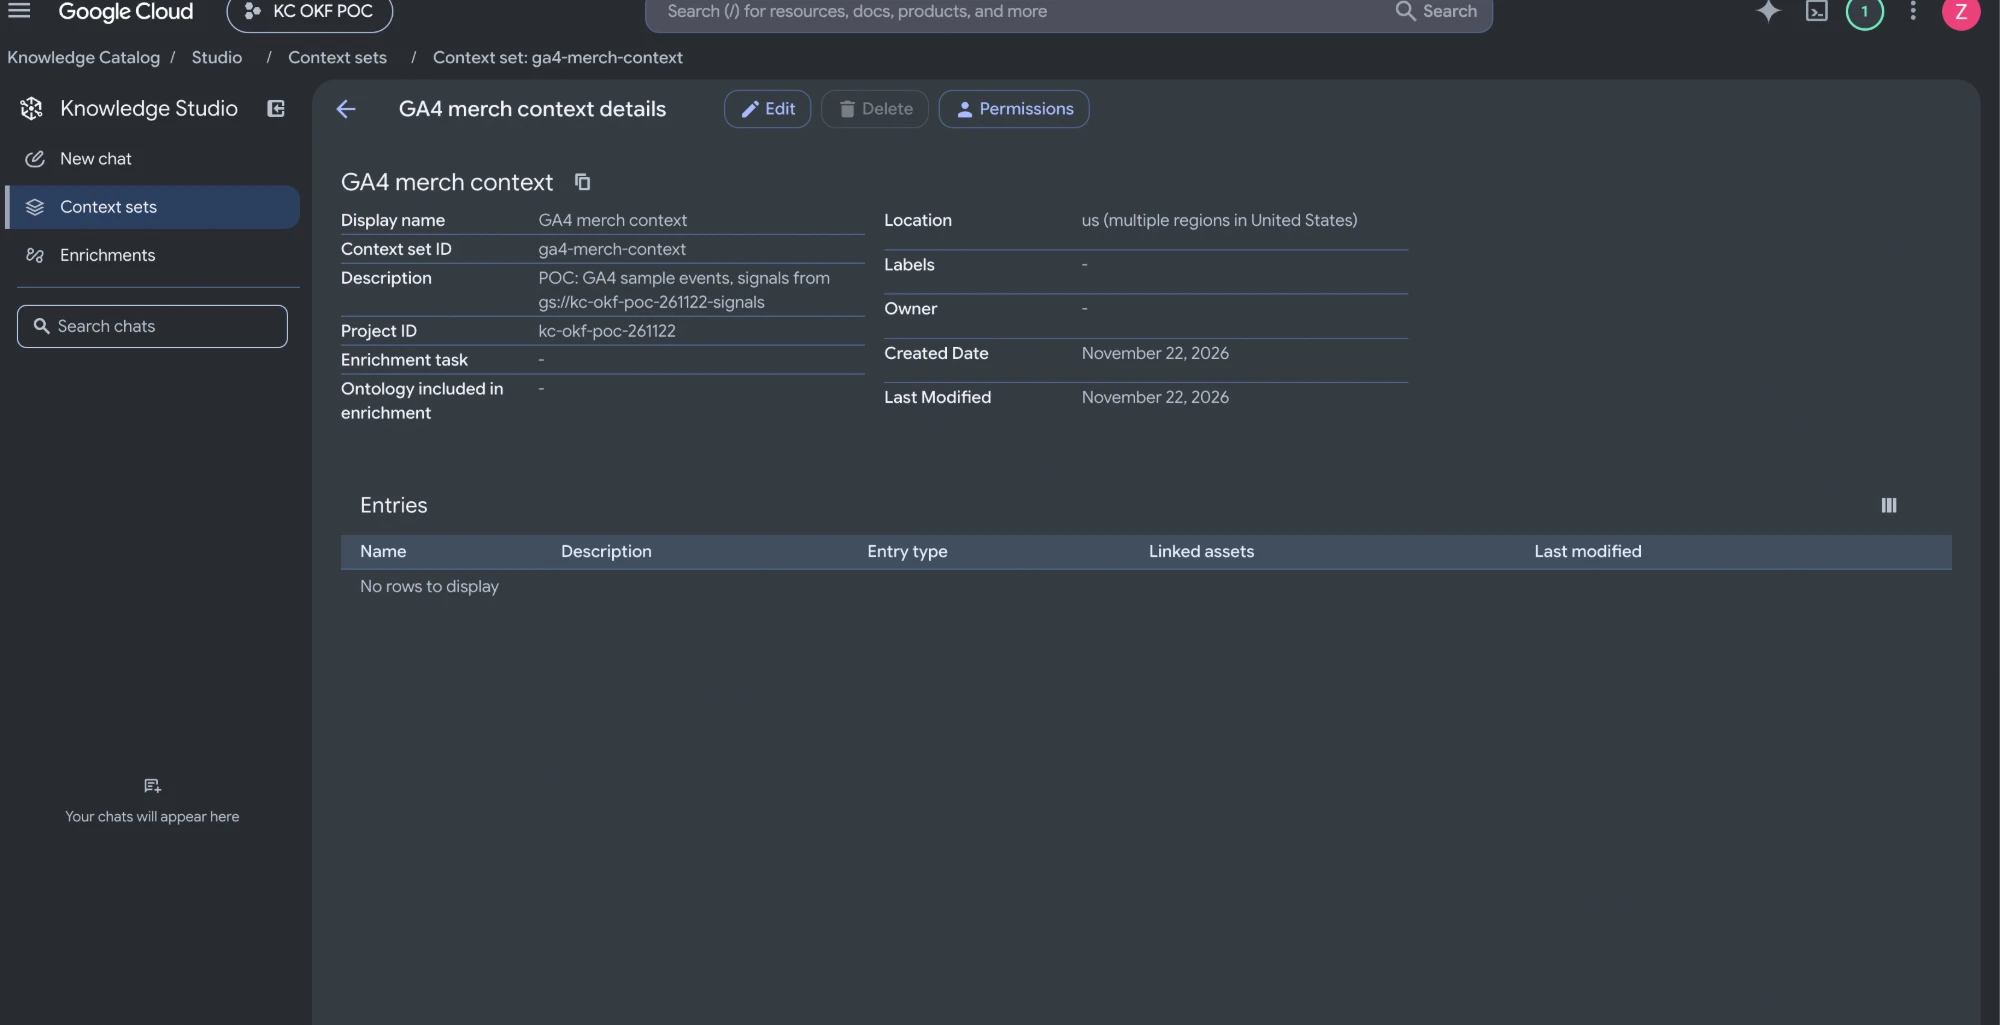 Google Cloud
KC OKF POC
Search (/) for resources, docs, products, and more
Search
1
Z
Knowledge Catalog / Studio / Context sets / Context set: ga4-merch-context
Knowledge Studio
New chat
Context sets
Enrichments
Search chats
Your chats will appear here
GA4 merch context details
Edit
Delete
Permissions
GA4 merch context
Display name GA4 merch context
Context set ID ga4-merch-context
Description POC: GA4 sample events, signals from
gs://kc-okf-poc-261122-signals
Project ID kc-okf-poc-261122
Enrichment task -
Ontology included in -
enrichment
Location us (multiple regions in United States)
Labels -
Owner -
Created Date November 22, 2026
Last Modified November 22, 2026
Entries
Name Description Entry type Linked assets Last modified
No rows to display